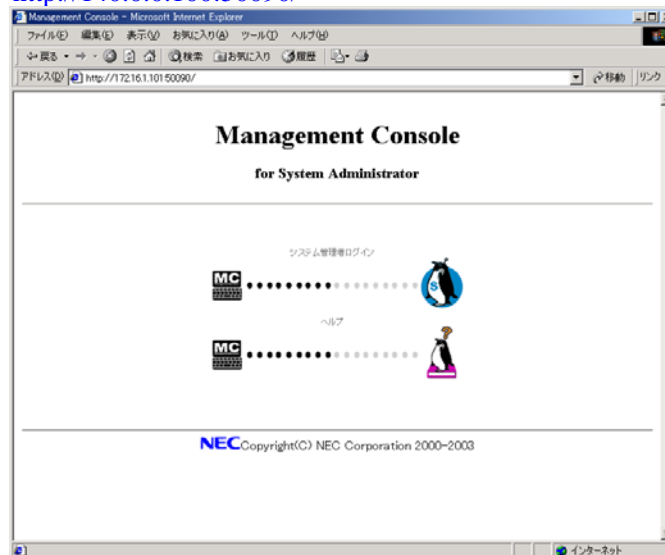 Management Console - Microsoft Internet Explorer
ファイル(F) 編集(E) 表示(V) お気に入り(A) ツール(T) ヘルプ(H)
戻る 検索 お気に入り 履歴
アドレス(D) http://172.16.1.101:50090/ 移動 リンク
Management Console
for System Administrator
システム管理者ログイン
MC
S
ヘルプ
MC
?
NEC Copyright(C) NEC Corporation 2000-2003
インターネット